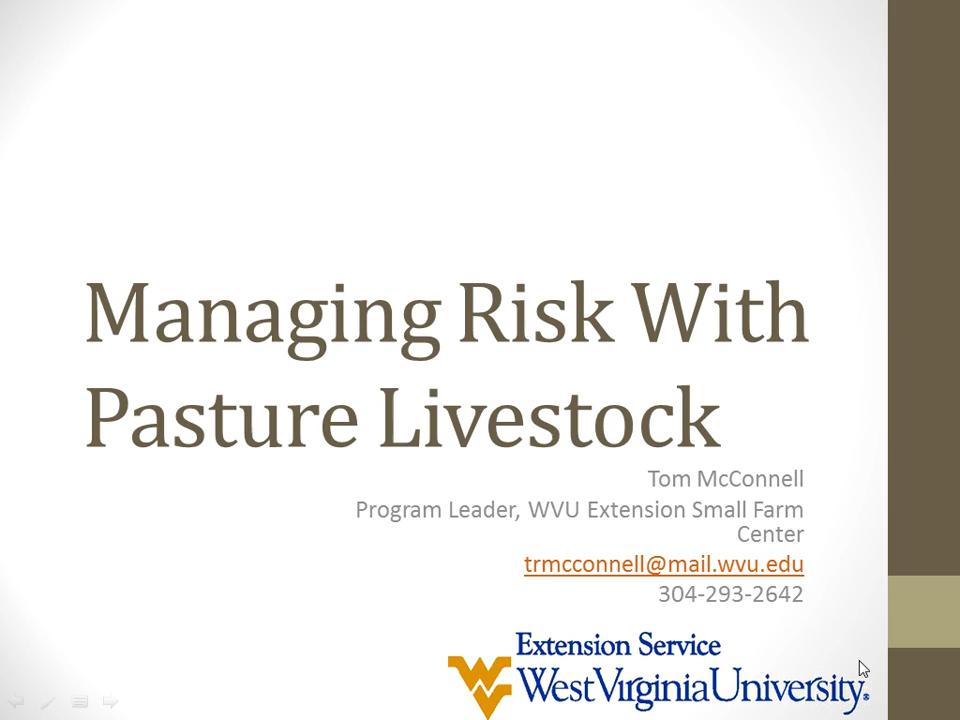 Managing Risk With
Pasture Livestock
Tom McConnell
Program Leader, WVU Extension Small Farm
Center
trmcconnell@mail.wvu.edu
304-293-2642
Extension Service
WestVirginiaUniversity®